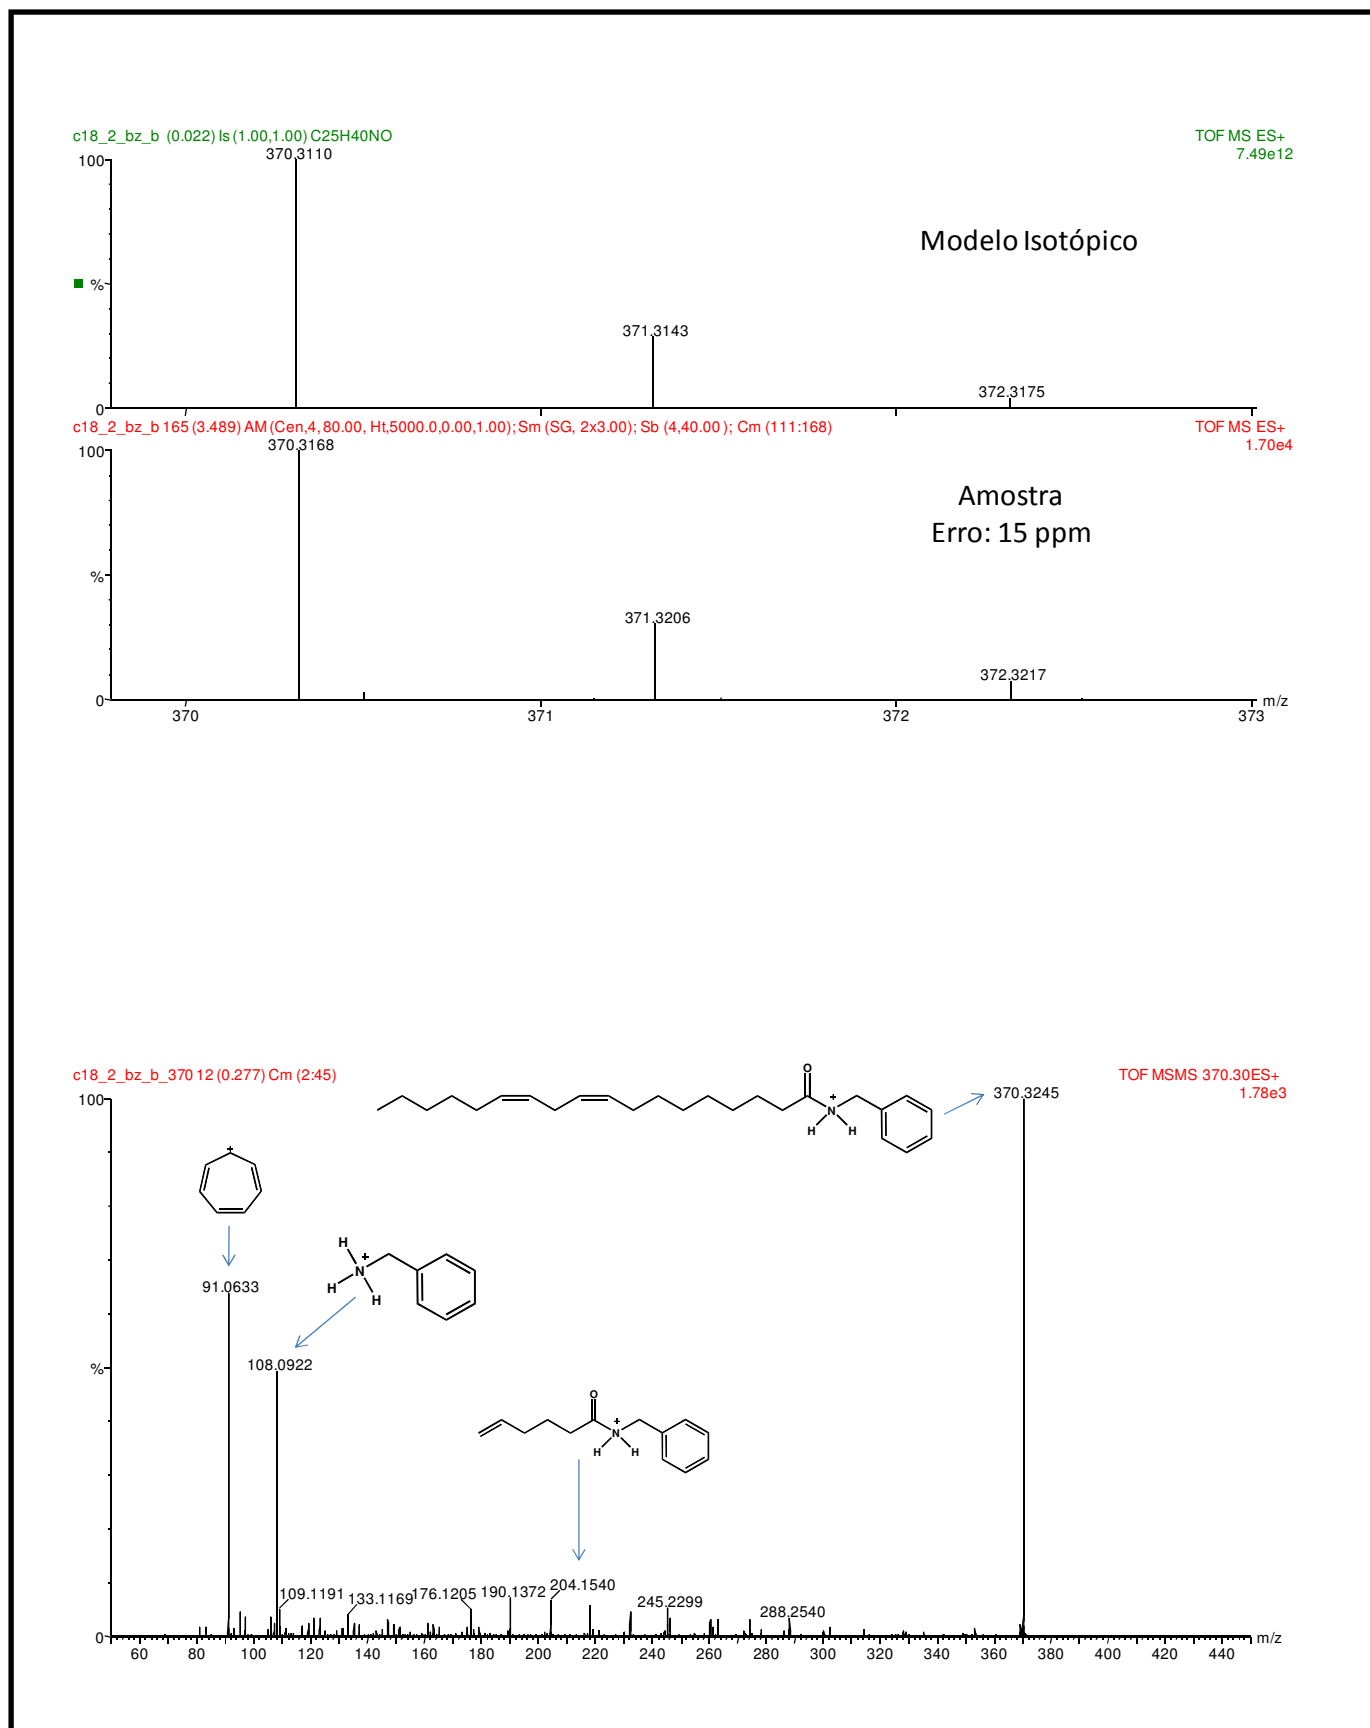 c18_2_bz_b (0.022) Is (1.00,1.00) C25H40NO
TOF MS ES+
7.49e12
100
370.3110
Modelo Isotópico
%
371.3143
372.3175
0
c18_2_bz_b 165 (3.489) AM (Cen,4, 80.00, Ht,5000.0,0.00,1.00); Sm (SG, 2x3.00); Sb (4,40.00 ); Cm (111:168)
TOF MS ES+
1.70e4
100
370.3168
Amostra
Erro: 15 ppm
%
371.3206
372.3217
0
m/z
370 371 372 373
c18_2_bz_b_370 12 (0.277) Cm (2:45)
TOF MSMS 370.30ES+
1.78e3
100
370.3245
O
N
+
H H
+
H
+
H N
H
91.0633
108.0922
%
O
+
N
H H
109.1191 133.1169 176.1205 190.1372 204.1540 245.2299 288.2540
0
m/z
60 80 100 120 140 160 180 200 220 240 260 280 300 320 340 360 380 400 420 440